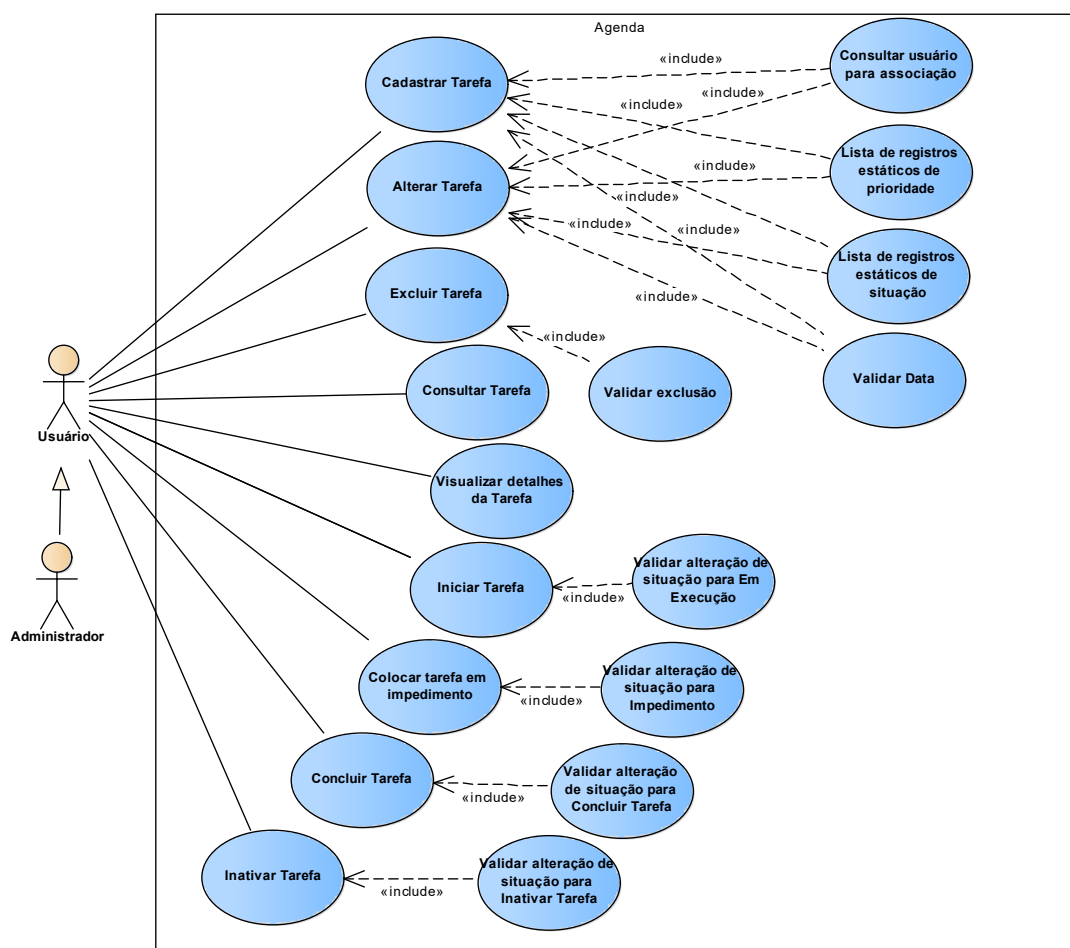 Agenda
Cadastrar Tarefa
«include»
Consultar usuário
para associação
«include»
«include»
Alterar Tarefa
«include»
Lista de registros
estáticos de
prioridade
«include»
«include»
Lista de registros
estáticos de
situação
«include»
«include»
Excluir Tarefa
«include»
Validar exclusão
Validar Data
Consultar Tarefa
Usuário
Visualizar detalhes
da Tarefa
Iniciar Tarefa
«include»
Validar alteração de
situação para Em
Execução
Administrador
Colocar tarefa em
impedimento
«include»
Validar alteração de
situação para
Impedimento
Concluir Tarefa
«include»
Validar alteração
de situação para
Concluir Tarefa
Inativar Tarefa
«include»
Validar alteração de
situação para
Inativar Tarefa